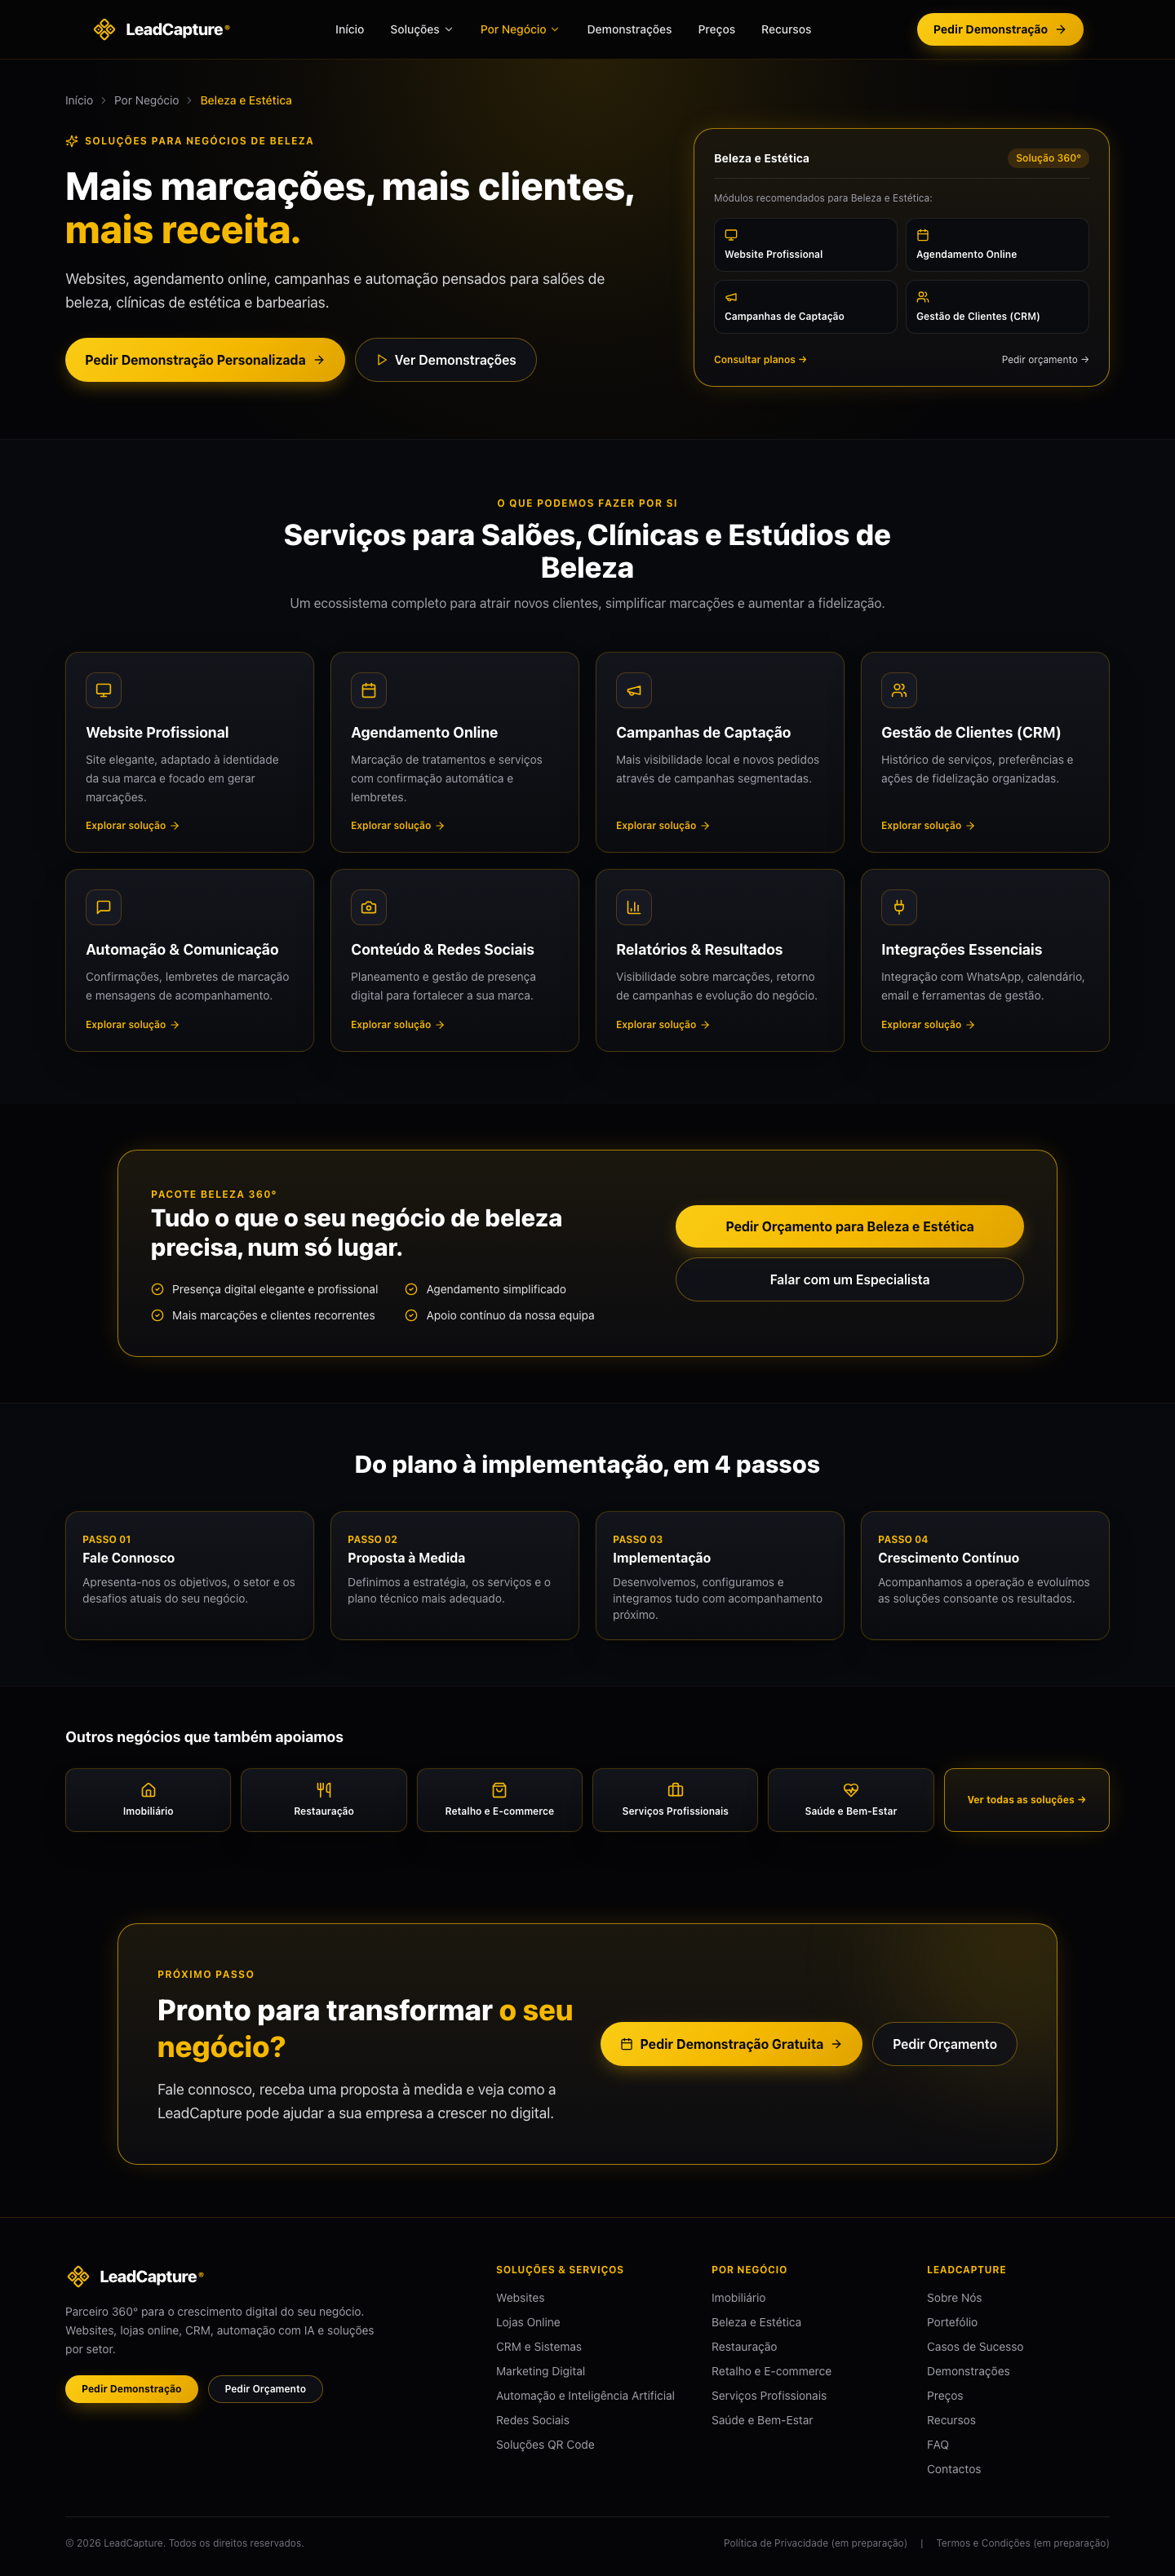 LeadCapture®
Início
Soluções
Por Negócio
Demonstrações
Preços
Recursos
Pedir Demonstração →
Início > Por Negócio > Beleza e Estética
SOLUÇÕES PARA NEGÓCIOS DE BELEZA
Mais marcações, mais clientes,
mais receita.
Websites, agendamento online, campanhas e automação pensados para salões de
beleza, clínicas de estética e barbearias.
Pedir Demonstração Personalizada →
Ver Demonstrações
Beleza e Estética
Solução 360º
Módulos recomendados para Beleza e Estética:
Website Profissional
Agendamento Online
Campanhas de Captação
Gestão de Clientes (CRM)
Consultar planos →
Pedir orçamento →
O QUE PODEMOS FAZER POR SI
Serviços para Salões, Clínicas e Estúdios de
Beleza
Um ecossistema completo para atrair novos clientes, simplificar marcações e aumentar a fidelização.
Website Profissional
Site elegante, adaptado à identidade
da sua marca e focado em gerar
marcações.
Explorar solução →
Agendamento Online
Marcação de tratamentos e serviços
com confirmação automática e
lembretes.
Explorar solução →
Campanhas de Captação
Mais visibilidade local e novos pedidos
através de campanhas segmentadas.
Explorar solução →
Gestão de Clientes (CRM)
Histórico de serviços, preferências e
ações de fidelização organizadas.
Explorar solução →
Automação & Comunicação
Confirmações, lembretes de marcação
e mensagens de acompanhamento.
Explorar solução →
Conteúdo & Redes Sociais
Planeamento e gestão de presença
digital para fortalecer a sua marca.
Explorar solução →
Relatórios & Resultados
Visibilidade sobre marcações, retorno
de campanhas e evolução do negócio.
Explorar solução →
Integrações Essenciais
Integração com WhatsApp, calendário,
email e ferramentas de gestão.
Explorar solução →
PACOTE BELEZA 360º
Tudo o que o seu negócio de beleza
precisa, num só lugar.
Presença digital elegante e profissional
Agendamento simplificado
Mais marcações e clientes recorrentes
Apoio contínuo da nossa equipa
Pedir Orçamento para Beleza e Estética
Falar com um Especialista
Do plano à implementação, em 4 passos
PASSO 01
Fale Connosco
Apresenta-nos os objetivos, o setor e os
desafios atuais do seu negócio.
PASSO 02
Proposta à Medida
Definimos a estratégia, os serviços e o
plano técnico mais adequado.
PASSO 03
Implementação
Desenvolvemos, configuramos e
integramos tudo com acompanhamento
próximo.
PASSO 04
Crescimento Contínuo
Acompanhamos a operação e evoluímos
as soluções consoante os resultados.
Outros negócios que também apoiamos
Imobiliário
Restauração
Retalho e E-commerce
Serviços Profissionais
Saúde e Bem-Estar
Ver todas as soluções →
PRÓXIMO PASSO
Pronto para transformar o seu
negócio?
Fale connosco, receba uma proposta à medida e veja como a
LeadCapture pode ajudar a sua empresa a crescer no digital.
Pedir Demonstração Gratuita →
Pedir Orçamento
LeadCapture®
Parceiro 360º para o crescimento digital do seu negócio.
Websites, lojas online, CRM, automação com IA e soluções
por setor.
Pedir Demonstração
Pedir Orçamento
SOLUÇÕES & SERVIÇOS
Websites
Lojas Online
CRM e Sistemas
Marketing Digital
Automação e Inteligência Artificial
Redes Sociais
Soluções QR Code
POR NEGÓCIO
Imobiliário
Beleza e Estética
Restauração
Retalho e E-commerce
Serviços Profissionais
Saúde e Bem-Estar
LEADCAPTURE
Sobre Nós
Portefólio
Casos de Sucesso
Demonstrações
Preços
Recursos
FAQ
Contactos
© 2026 LeadCapture. Todos os direitos reservados.
Política de Privacidade (em preparação) | Termos e Condições (em preparação)